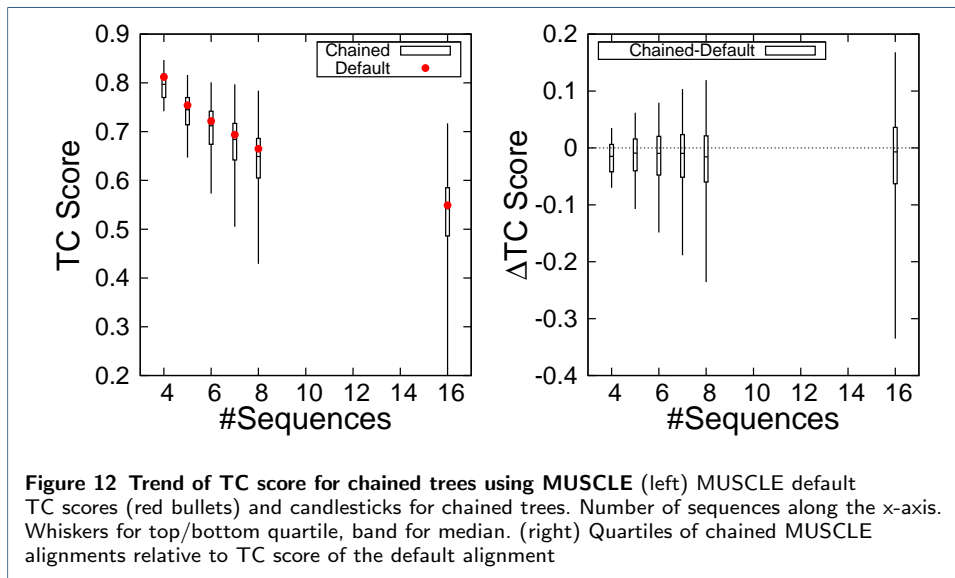 0.9
0.8
0.7
0.6
0.5
0.4
0.3
0.2
TC Score
Chained
Default
4 6 8 10 12 14 16
#Sequences
0.2
0.1
0
-0.1
-0.2
-0.3
-0.4
ΔTC Score
Chained-Default
4 6 8 10 12 14 16
#Sequences
Figure 12 Trend of TC score for chained trees using MUSCLE (left) MUSCLE default
TC scores (red bullets) and candlesticks for chained trees. Number of sequences along the x-axis.
Whiskers for top/bottom quartile, band for median. (right) Quartiles of chained MUSCLE
alignments relative to TC score of the default alignment